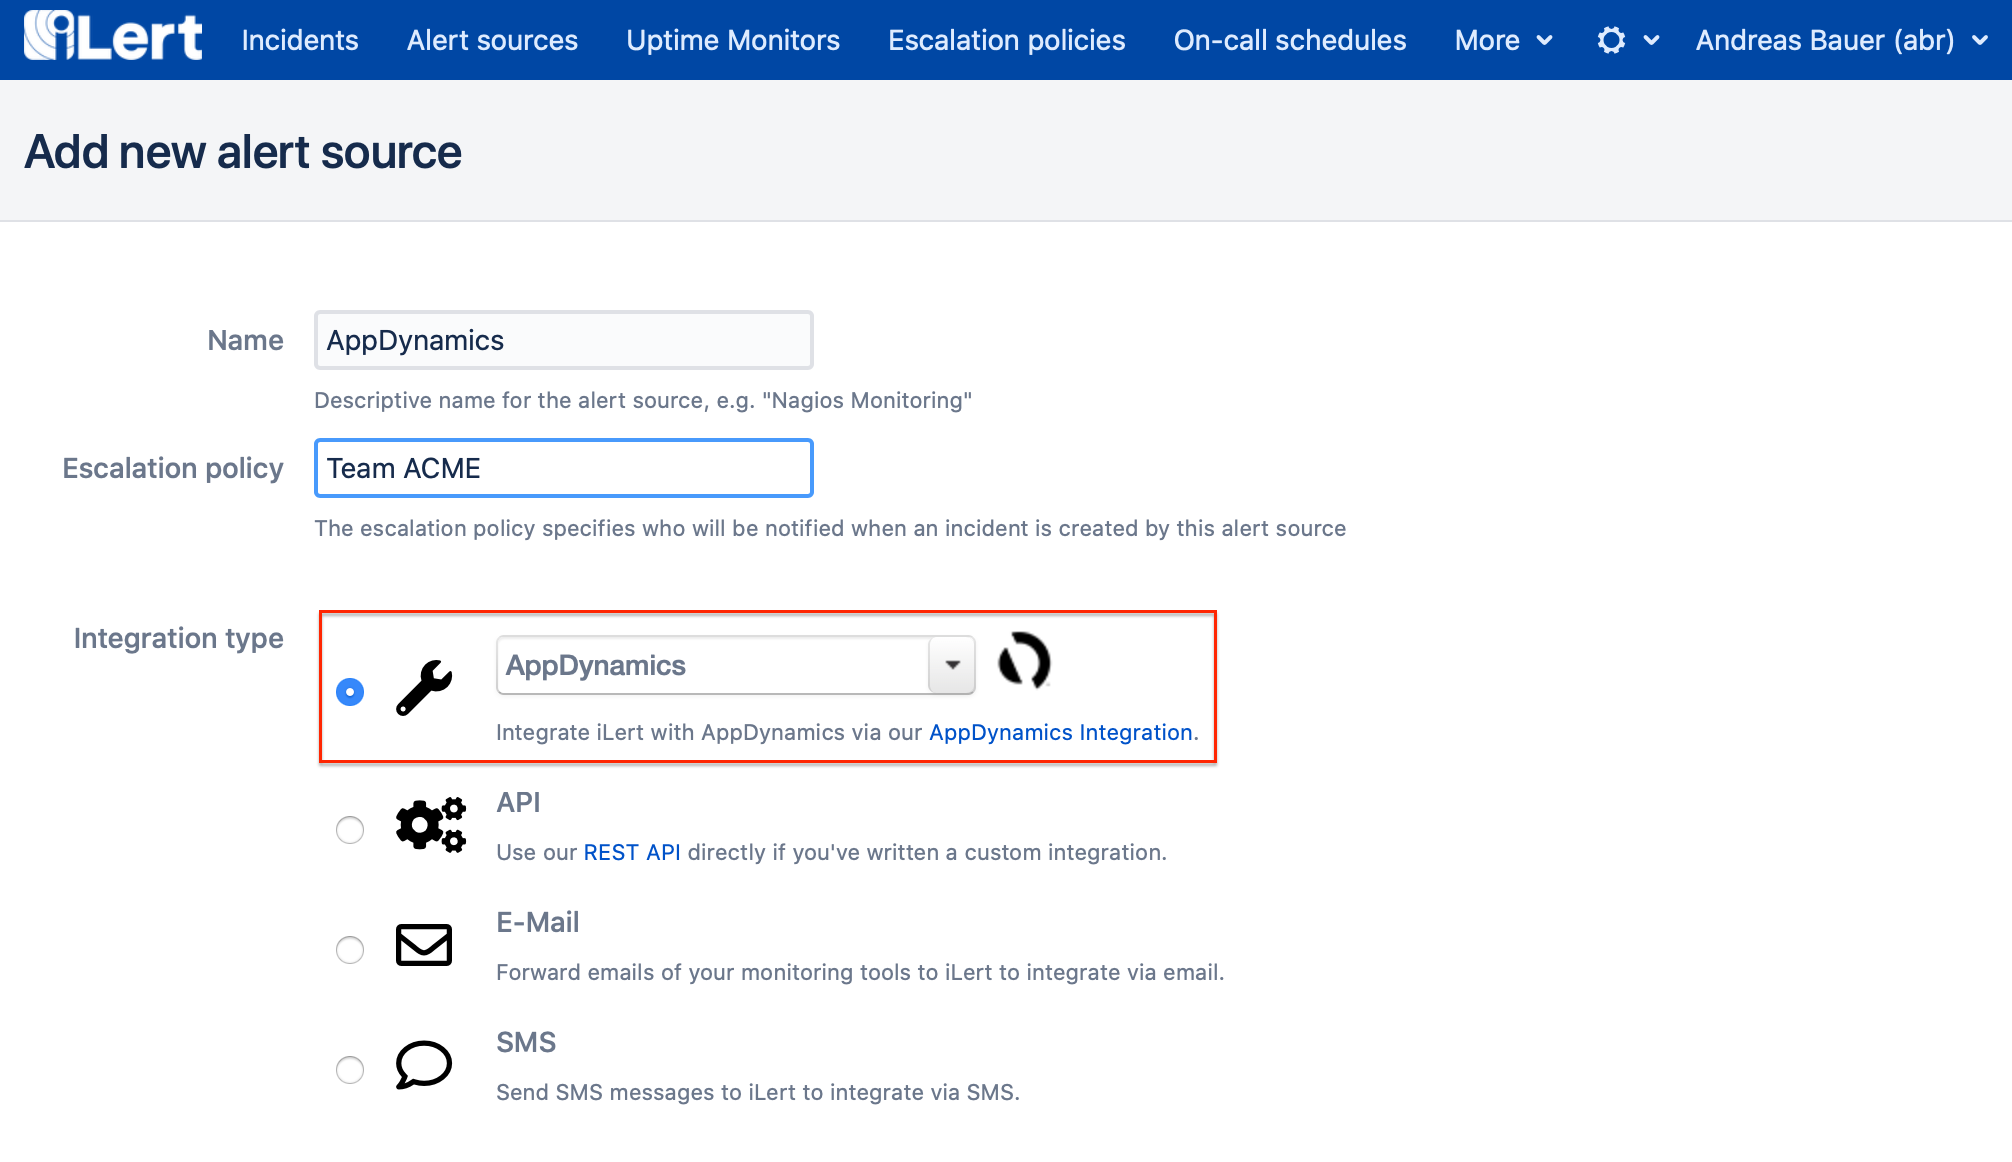 iLert Incidents Alert sources Uptime Monitors Escalation policies On-call schedules More Andreas Bauer (abr)
Add new alert source
Name AppDynamics
Descriptive name for the alert source, e.g. "Nagios Monitoring"
Escalation policy Team ACME
The escalation policy specifies who will be notified when an incident is created by this alert source
Integration type AppDynamics
Integrate iLert with AppDynamics via our AppDynamics Integration.
API
Use our REST API directly if you've written a custom integration.
E-Mail
Forward emails of your monitoring tools to iLert to integrate via email.
SMS
Send SMS messages to iLert to integrate via SMS.